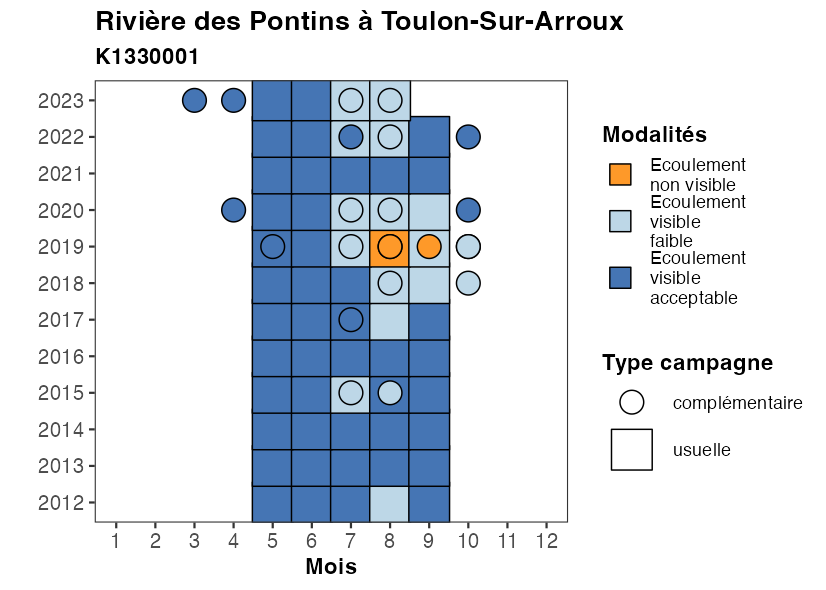 Rivière des Pontins à Toulon-Sur-Arroux
K1330001
2023
2022
2021
2020
2019
2018
2017
2016
2015
2014
2013
2012
1 2 3 4 5 6 7 8 9 10 11 12
Mois
Modalités
Ecoulement
non visible
Ecoulement
visible
faible
Ecoulement
visible
acceptable
Type campagne
complémentaire
usuelle